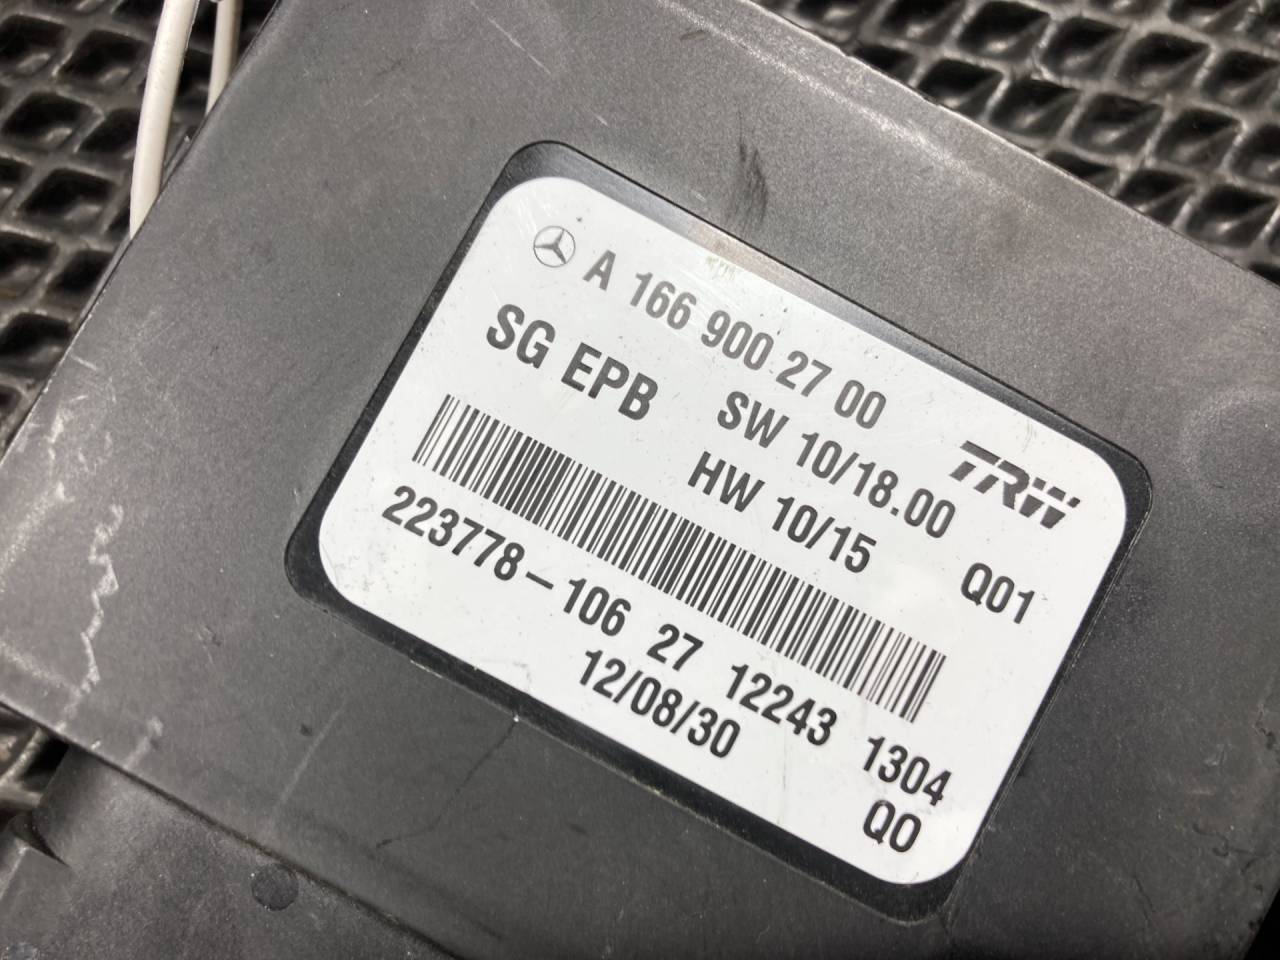 A 166 900 27 00
SG EPB SW 10/18.00 TRW
HW 10/15 Q01
223778-106 27 12243 1304
12/08/30 Q0